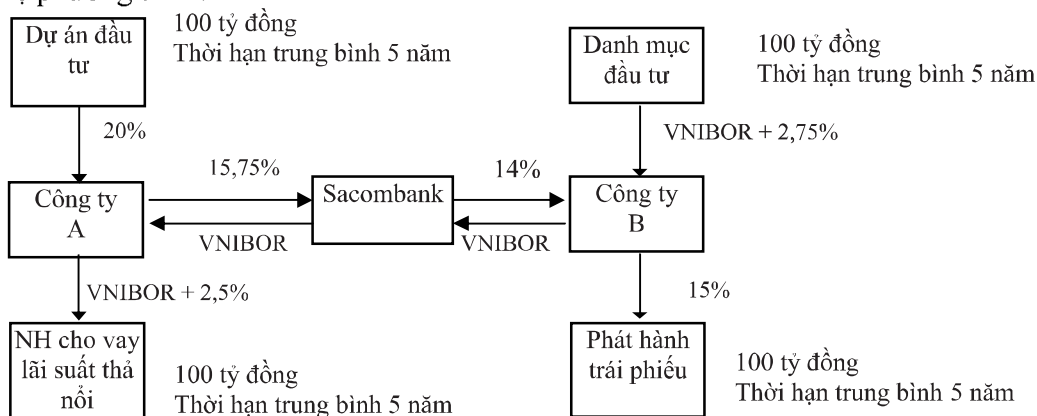 Dự án đầu
tư
100 tỷ đồng
Thời hạn trung bình 5 năm
Danh mục
đầu tư
100 tỷ đồng
Thời hạn trung bình 5 năm
20%
VNIBOR + 2,75%
Công ty
A
15,75%
VNIBOR
Sacombank
14%
VNIBOR
Công ty
B
VNIBOR + 2,5%
15%
NH cho vay
lãi suất thả
nổi
100 tỷ đồng
Thời hạn trung bình 5 năm
Phát hành
trái phiếu
100 tỷ đồng
Thời hạn trung bình 5 năm